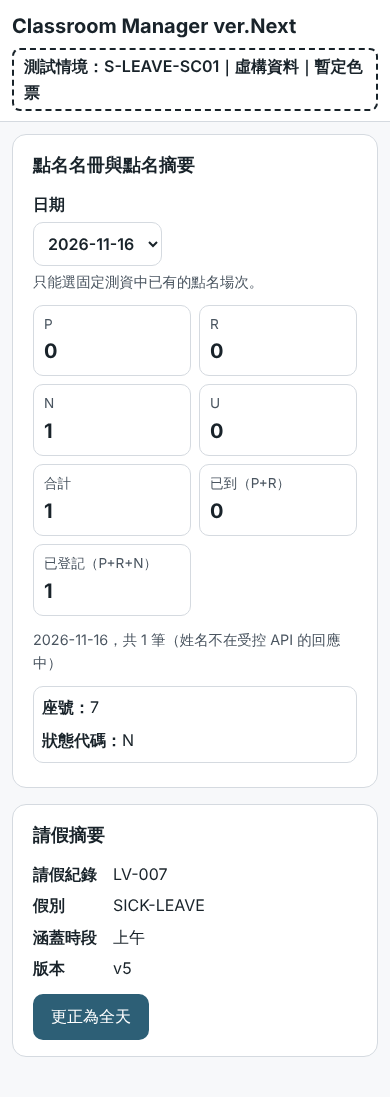 Classroom Manager ver.Next
測試情境：S-LEAVE-SC01｜虛構資料｜暫定色
票
點名名冊與點名摘要
日期
2026-11-16
只能選固定測資中已有的點名場次。
P
0
R
0
N
1
U
0
合計
1
已到（P+R）
0
已登記（P+R+N）
1
2026-11-16，共 1 筆（姓名不在受控 API 的回應
中）
座號：7
狀態代碼：N
請假摘要
請假紀錄 LV-007
假別 SICK-LEAVE
涵蓋時段 上午
版本 v5
更正為全天